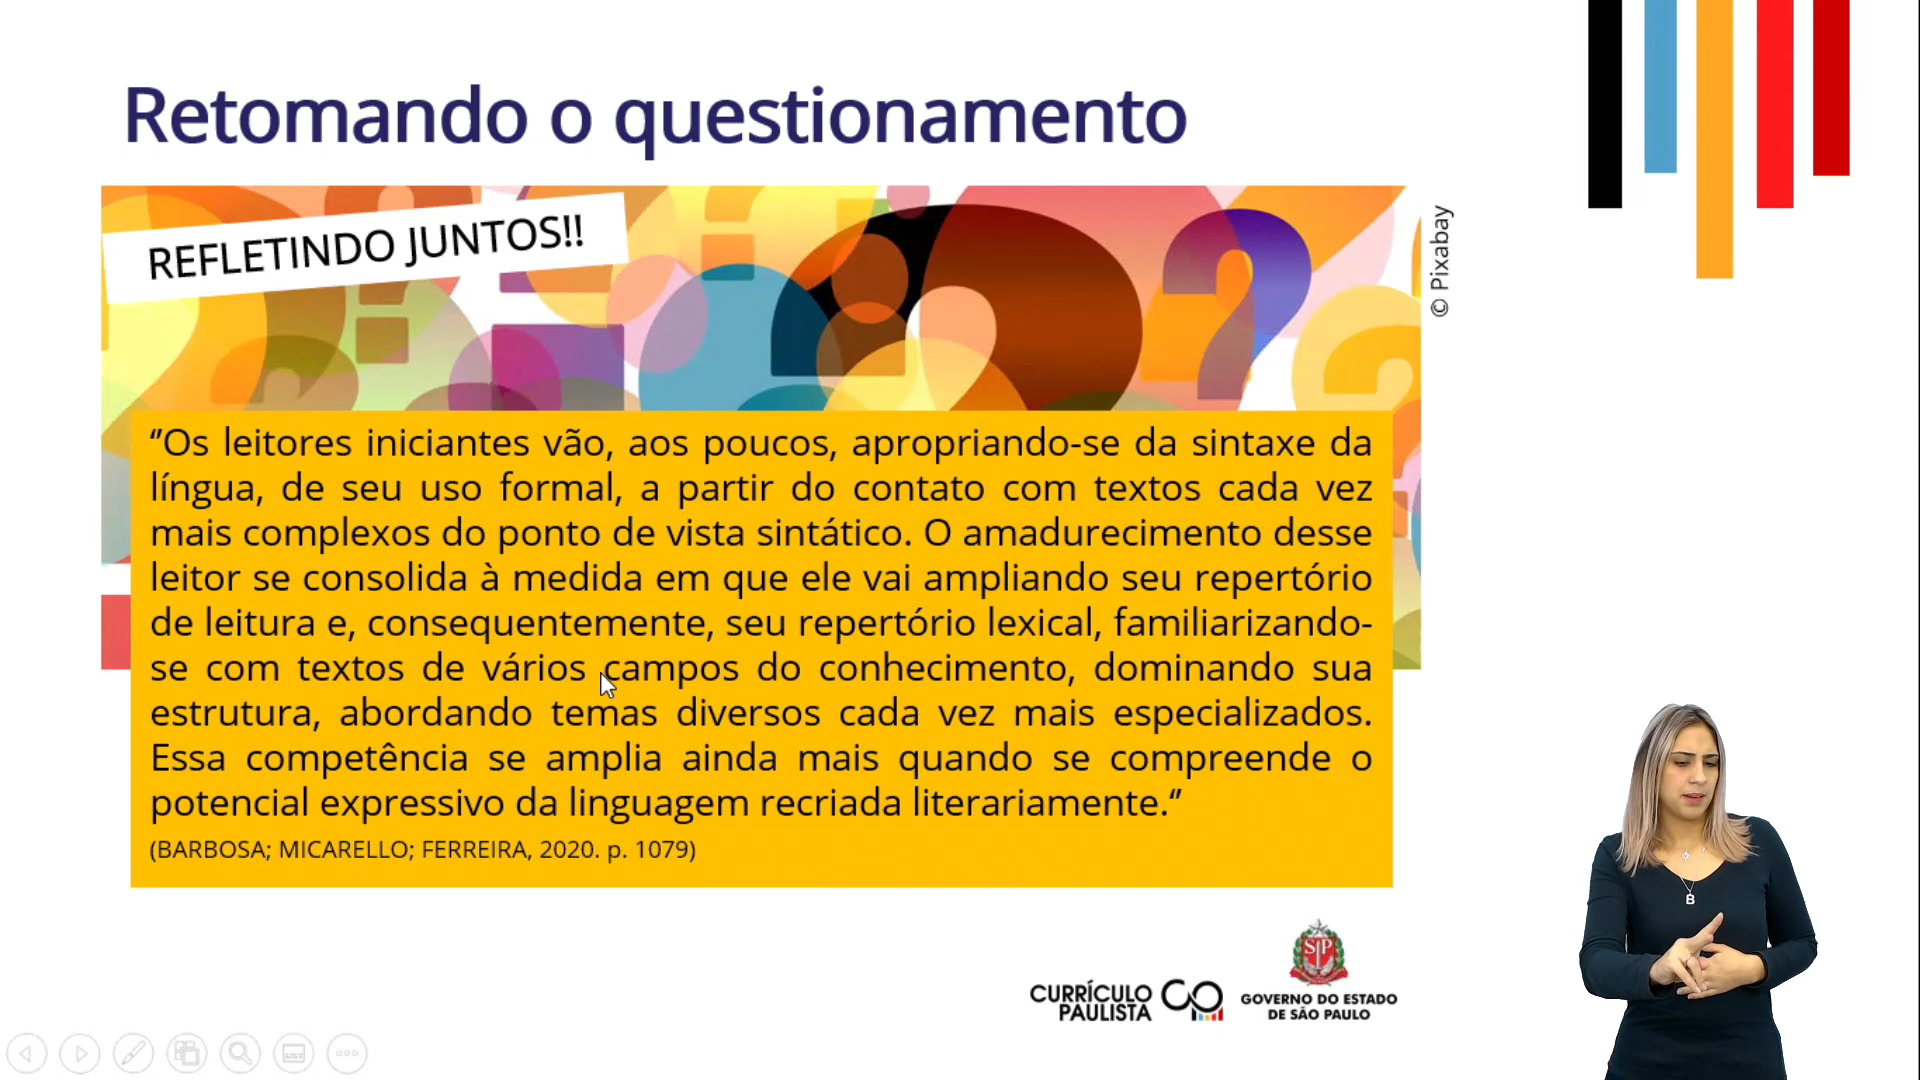 Retomando o questionamento
REFLETINDO JUNTOS!!
© Pixabay
“Os leitores iniciantes vão, aos poucos, apropriando-se da sintaxe da
língua, de seu uso formal, a partir do contato com textos cada vez
mais complexos do ponto de vista sintático. O amadurecimento desse
leitor se consolida à medida em que ele vai ampliando seu repertório
de leitura e, consequentemente, seu repertório lexical, familiarizando-
se com textos de vários campos do conhecimento, dominando sua
estrutura, abordando temas diversos cada vez mais especializados.
Essa competência se amplia ainda mais quando se compreende o
potencial expressivo da linguagem recriada literariamente.“
(BARBOSA; MICARELLO; FERREIRA, 2020. p. 1079)
CURRÍCULO
PAULISTA
SP
GOVERNO DO ESTADO
DE SÃO PAULO
B